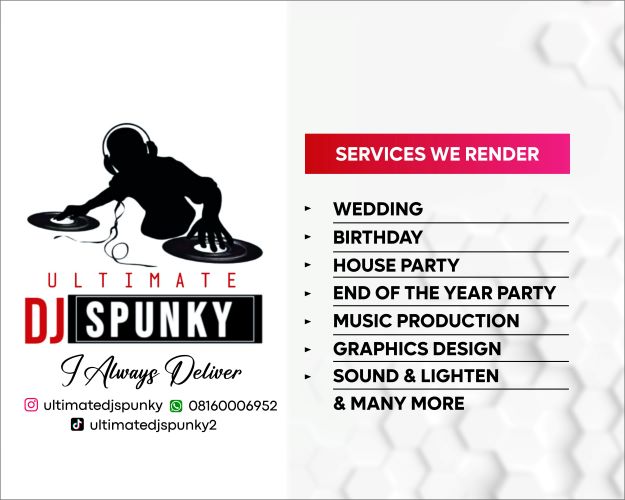 ULTIMATE
DJ SPUNKY
I Always Deliver
ultimatedjspunky 08160006952
ultimatedjspunky2
SERVICES WE RENDER
WEDDING
BIRTHDAY
HOUSE PARTY
END OF THE YEAR PARTY
MUSIC PRODUCTION
GRAPHICS DESIGN
SOUND & LIGHTEN
& MANY MORE